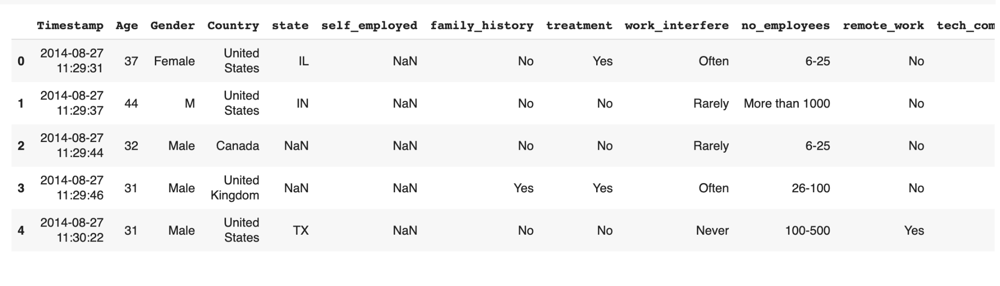 Timestamp Age Gender Country state self_employed family_history treatment work_interfere no_employees remote_work tech_com
0 2014-08-27 11:29:31 37 Female United States IL NaN No Yes Often 6-25 No
1 2014-08-27 11:29:37 44 M United States IN NaN No No Rarely More than 1000 No
2 2014-08-27 11:29:44 32 Male Canada NaN NaN No No Rarely 6-25 No
3 2014-08-27 11:29:46 31 Male United Kingdom NaN NaN Yes Yes Often 26-100 No
4 2014-08-27 11:30:22 31 Male United States TX NaN No No Never 100-500 Yes